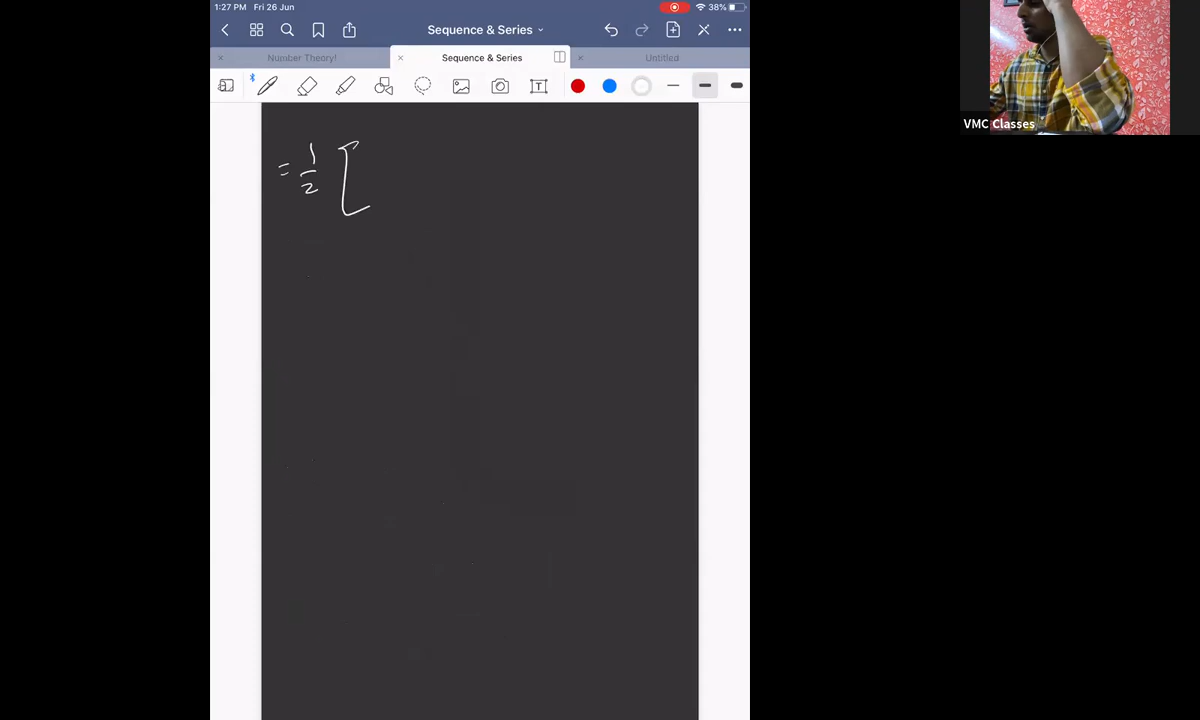 1:27 PM Fri 26 Jun 38%
Sequence & Series
Number Theory! Sequence & Series Untitled
T
VMC Classes
= 1/2 [